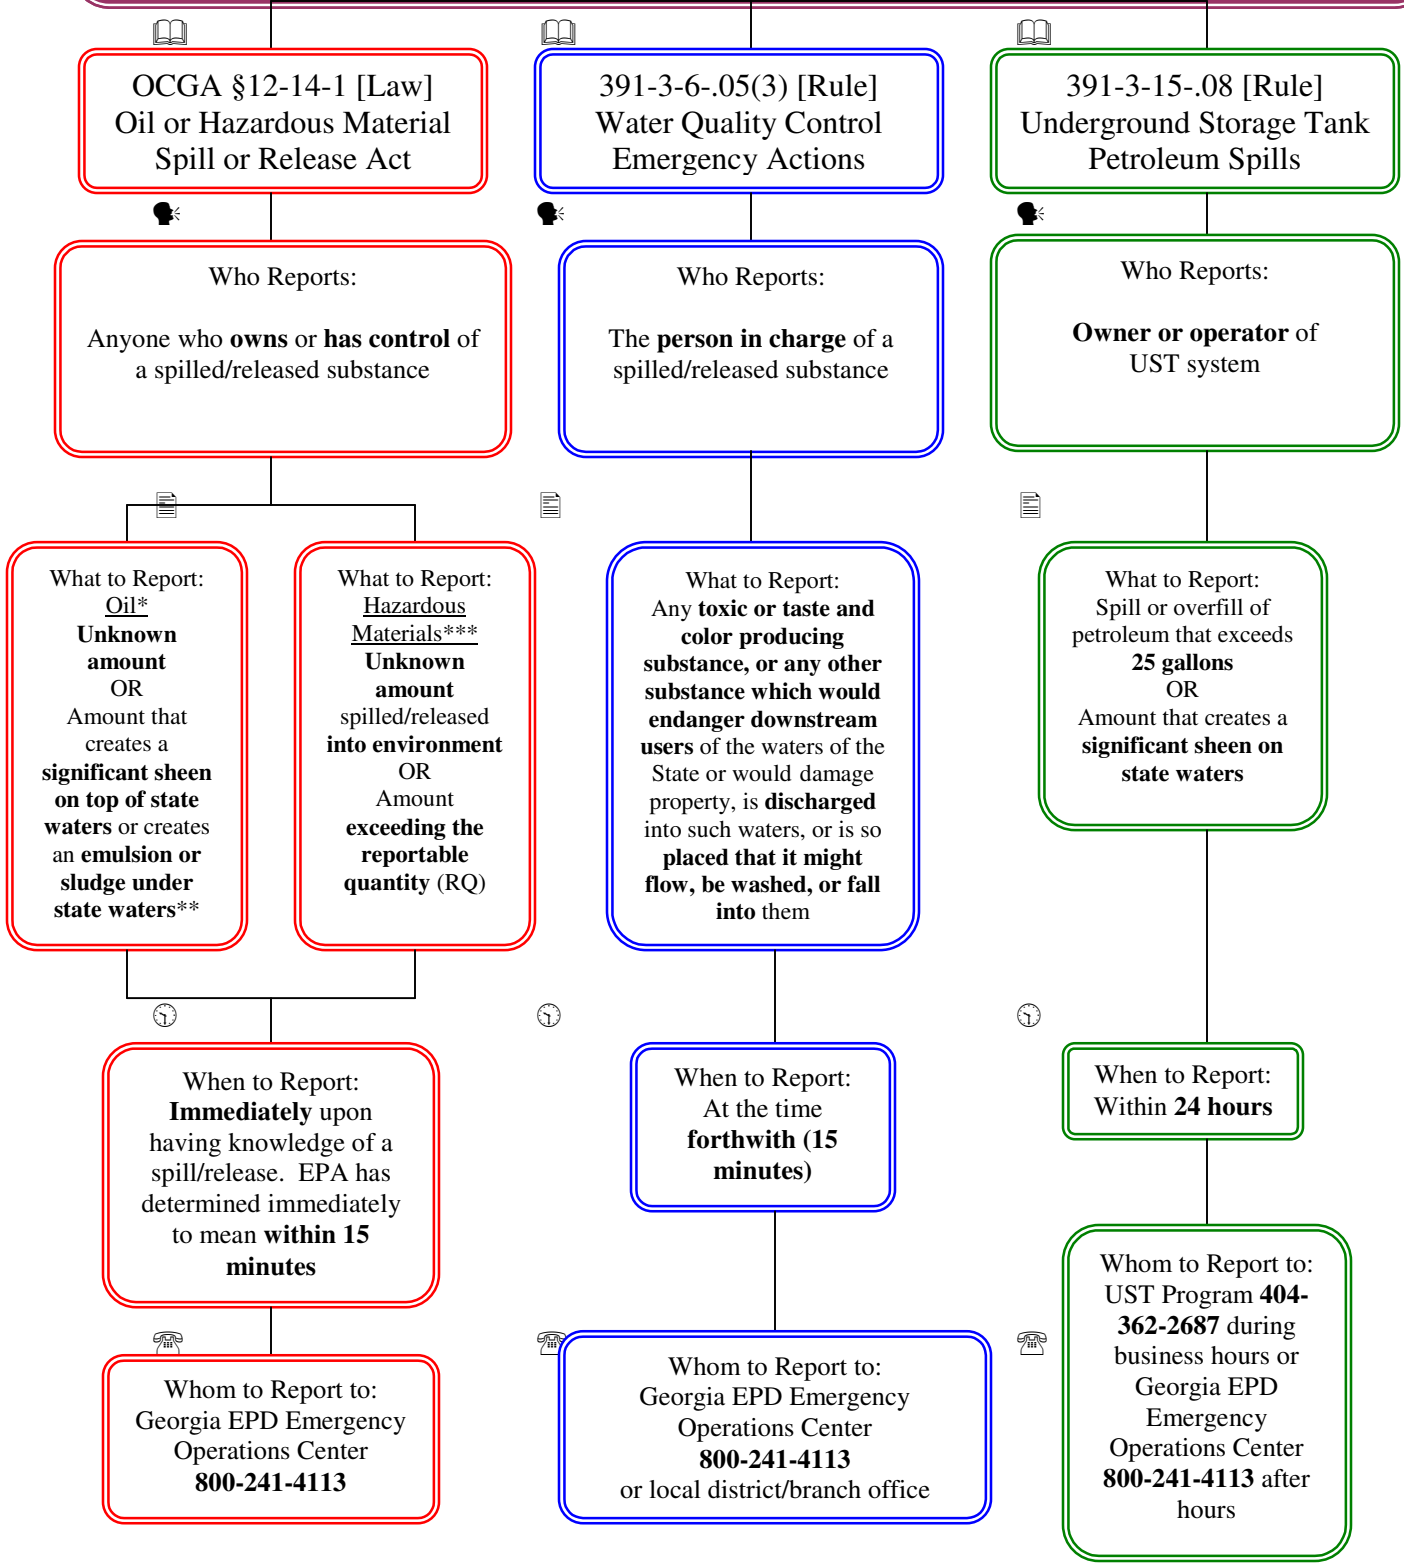 OCGA §12-14-1 [Law]
Oil or Hazardous Material
Spill or Release Act
391-3-6-.05(3) [Rule]
Water Quality Control
Emergency Actions
391-3-15-.08 [Rule]
Underground Storage Tank
Petroleum Spills
Who Reports:
Anyone who owns or has control of
a spilled/released substance
Who Reports:
The person in charge of a
spilled/released substance
Who Reports:
Owner or operator of
UST system
What to Report:
Oil*
Unknown
amount
OR
Amount that
creates a
significant sheen
on top of state
waters or creates
an emulsion or
sludge under
state waters**
What to Report:
Hazardous
Materials***
Unknown
amount
spilled/released
into environment
OR
Amount
exceeding the
reportable
quantity (RQ)
What to Report:
Any toxic or taste and
color producing
substance, or any other
substance which would
endanger downstream
users of the waters of the
State or would damage
property, is discharged
into such waters, or is so
placed that it might
flow, be washed, or fall
into them
What to Report:
Spill or overfill of
petroleum that exceeds
25 gallons
OR
Amount that creates a
significant sheen on
state waters
When to Report:
Immediately upon
having knowledge of a
spill/release.  EPA has
determined immediately
to mean within 15
minutes
When to Report:
At the time
forthwith (15
minutes)
When to Report:
Within 24 hours
Whom to Report to:
Georgia EPD Emergency
Operations Center
800-241-4113
Whom to Report to:
Georgia EPD Emergency
Operations Center
800-241-4113
or local district/branch office
Whom to Report to:
UST Program 404-
362-2687 during
business hours or
Georgia EPD
Emergency
Operations Center
800-241-4113 after
hours